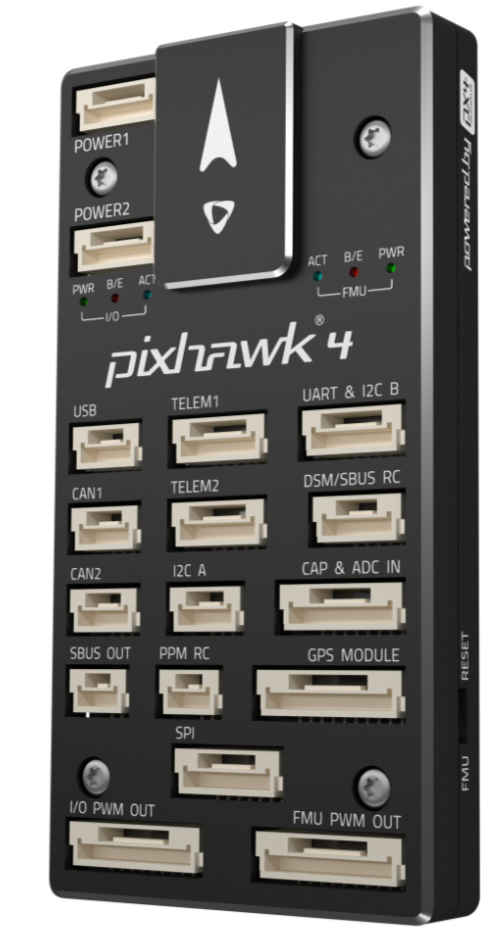 POWER1
POWER2
PWR B/E ACT
I/O
ACT B/E PWR
FMU
pixhawk® 4
USB
TELEM1
UART & I2C B
CAN1
TELEM2
DSM/SBUS RC
CAN2
I2C A
CAP & ADC IN
SBUS OUT
PPM RC
GPS MODULE
SPI
I/O PWM OUT
FMU PWM OUT
powered by px4
FMU RESET